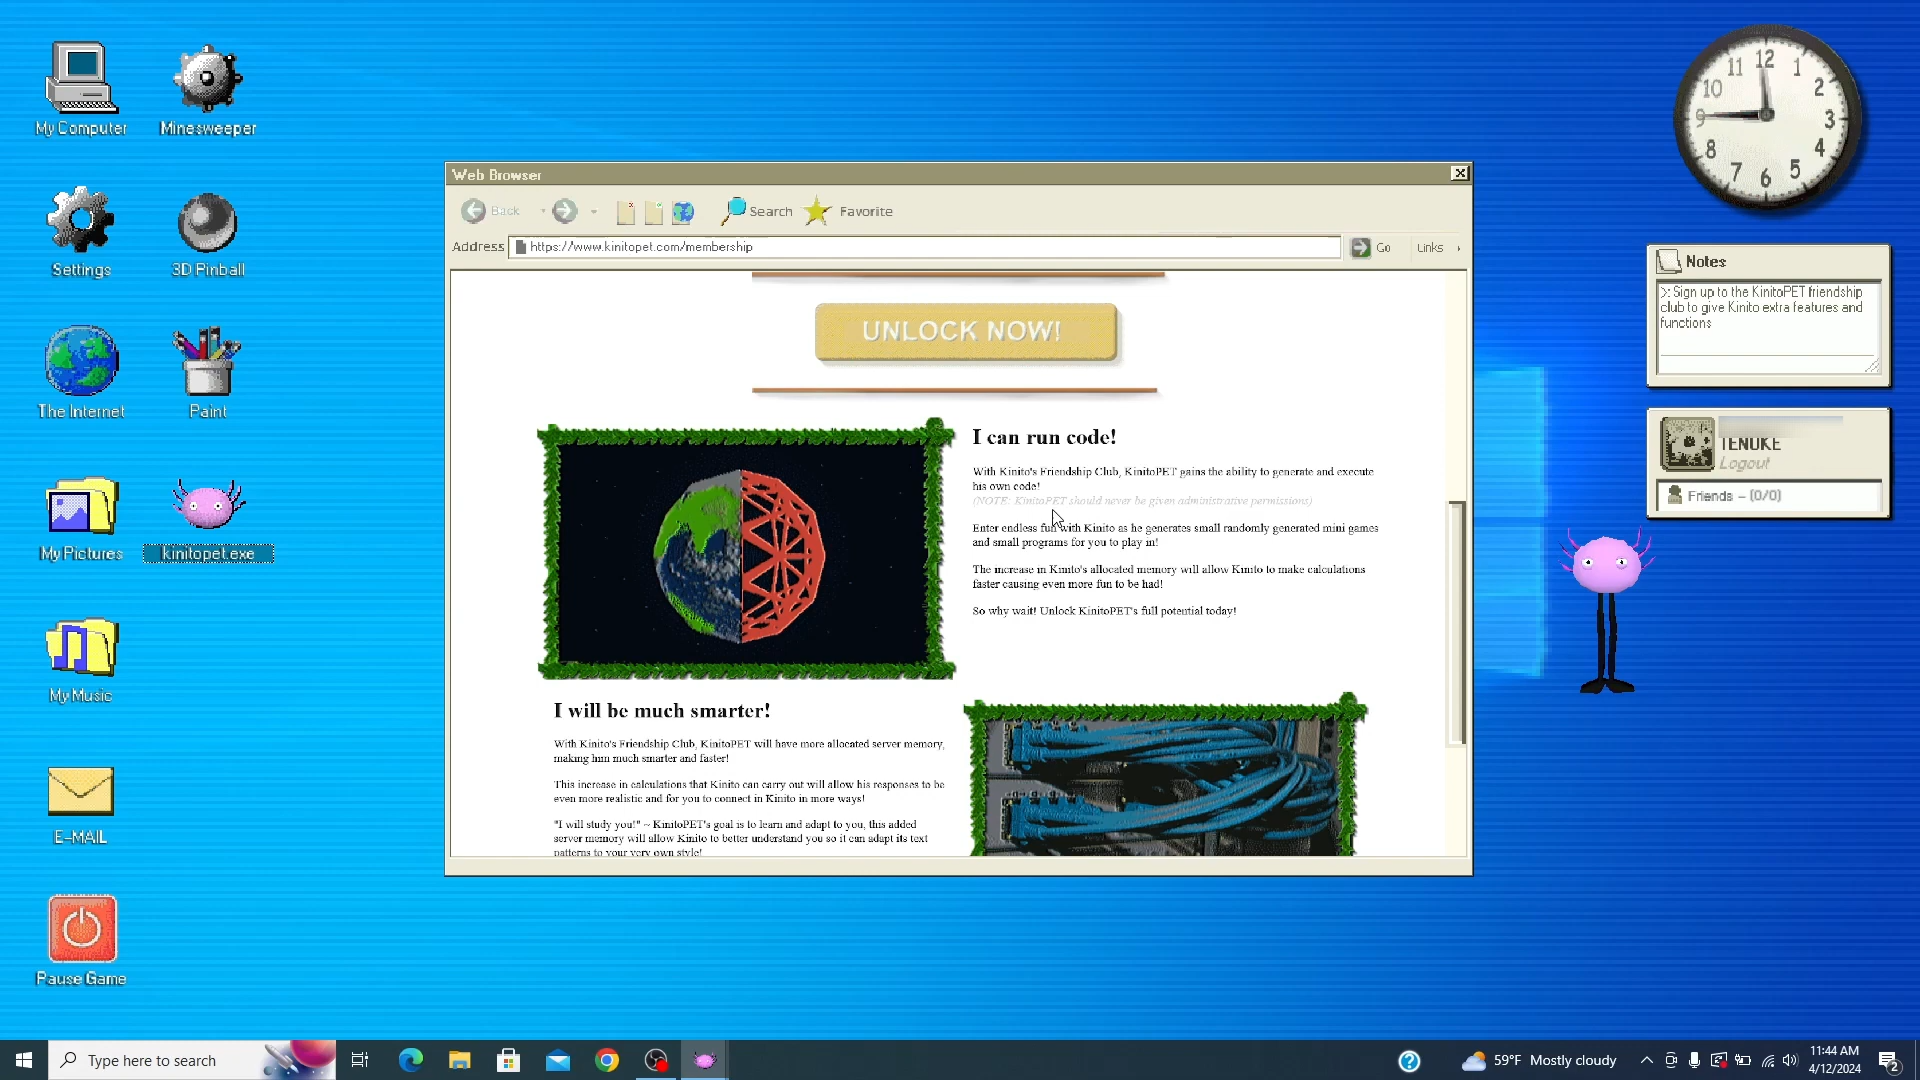 My Computer
Minesweeper
Settings
3D Pinball
The Internet
Paint
My Pictures
kinitopet.exe
My Music
E-MAIL
Pause Game
Web Browser
Back
Search
Favorite
Address
https://www.kinitopet.com/membership
Go
Links
UNLOCK NOW!
I can run code!
With Kinito's Friendship Club, KinitoPET gains the ability to generate and execute
his own code!
(NOTE: KinitoPET should never be given administrative permissions)
Enter endless fun with Kinito as he generates small randomly generated mini games
and small programs for you to play in!
The increase in Kinito's allocated memory will allow Kinito to make calculations
faster causing even more fun to be had!
So why wait! Unlock KinitoPET's full potential today!
I will be much smarter!
With Kinito's Friendship Club, KinitoPET will have more allocated server memory,
making him much smarter and faster!
This increase in calculations that Kinito can carry out will allow his responses to be
even more realistic and for you to connect in Kinito in more ways!
"I will study you!" ~ KinitoPET's goal is to learn and adapt to you, this added
server memory will allow Kinito to better understand you so it can adapt its text
patterns to your very own style!
12
1
2
3
4
5
6
7
8
9
10
11
Notes
>: Sign up to the KinitoPET friendship
club to give Kinito extra features and
functions
TENUKE
Logout
Friends - (0/0)
Type here to search
59°F Mostly cloudy
11:44 AM
4/12/2024
2